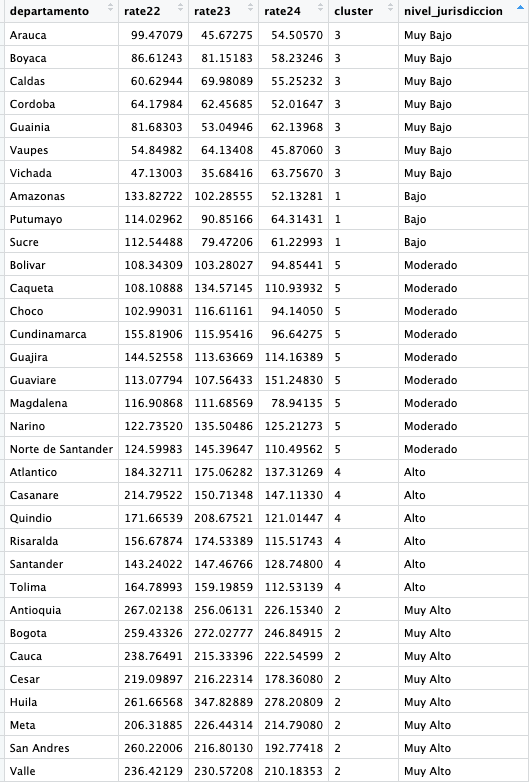 departamento rate22 rate23 rate24 cluster nivel_jurisdiccion
Arauca 99.47079 45.67275 54.50570 3 Muy Bajo
Boyaca 86.61243 81.15183 58.23246 3 Muy Bajo
Caldas 60.62944 69.98089 55.25232 3 Muy Bajo
Cordoba 64.17984 62.45685 52.01647 3 Muy Bajo
Guainia 81.68303 53.04946 62.13968 3 Muy Bajo
Vaupes 54.84982 64.13408 45.87060 3 Muy Bajo
Vichada 47.13003 35.68416 63.75670 3 Muy Bajo
Amazonas 133.82722 102.28555 52.13281 1 Bajo
Putumayo 114.02962 90.85166 64.31431 1 Bajo
Sucre 112.54488 79.47206 61.22993 1 Bajo
Bolivar 108.34309 103.28027 94.85441 5 Moderado
Caqueta 108.10888 134.57145 110.93932 5 Moderado
Choco 102.99031 116.61161 94.14050 5 Moderado
Cundinamarca 155.81906 115.95416 96.64275 5 Moderado
Guajira 144.52558 113.63669 114.16389 5 Moderado
Guaviare 113.07794 107.56433 151.24830 5 Moderado
Magdalena 116.90868 111.68569 78.94135 5 Moderado
Narino 122.73520 135.50486 125.21273 5 Moderado
Norte de Santander 124.59983 145.39647 110.49562 5 Moderado
Atlantico 184.32711 175.06282 137.31269 4 Alto
Casanare 214.79522 150.71348 147.11330 4 Alto
Quindio 171.66539 208.67521 121.01447 4 Alto
Risaralda 156.67874 174.53389 115.51743 4 Alto
Santander 143.24022 147.46766 128.74800 4 Alto
Tolima 164.78993 159.19859 112.53139 4 Alto
Antioquia 267.02138 256.06131 226.15340 2 Muy Alto
Bogota 259.43326 272.02777 246.84915 2 Muy Alto
Cauca 238.76491 215.33396 222.54599 2 Muy Alto
Cesar 219.09897 216.22314 178.36080 2 Muy Alto
Huila 261.66568 347.82889 278.20809 2 Muy Alto
Meta 206.31885 226.44314 214.79080 2 Muy Alto
San Andres 260.22006 216.80130 192.77418 2 Muy Alto
Valle 236.42129 230.57208 210.18353 2 Muy Alto